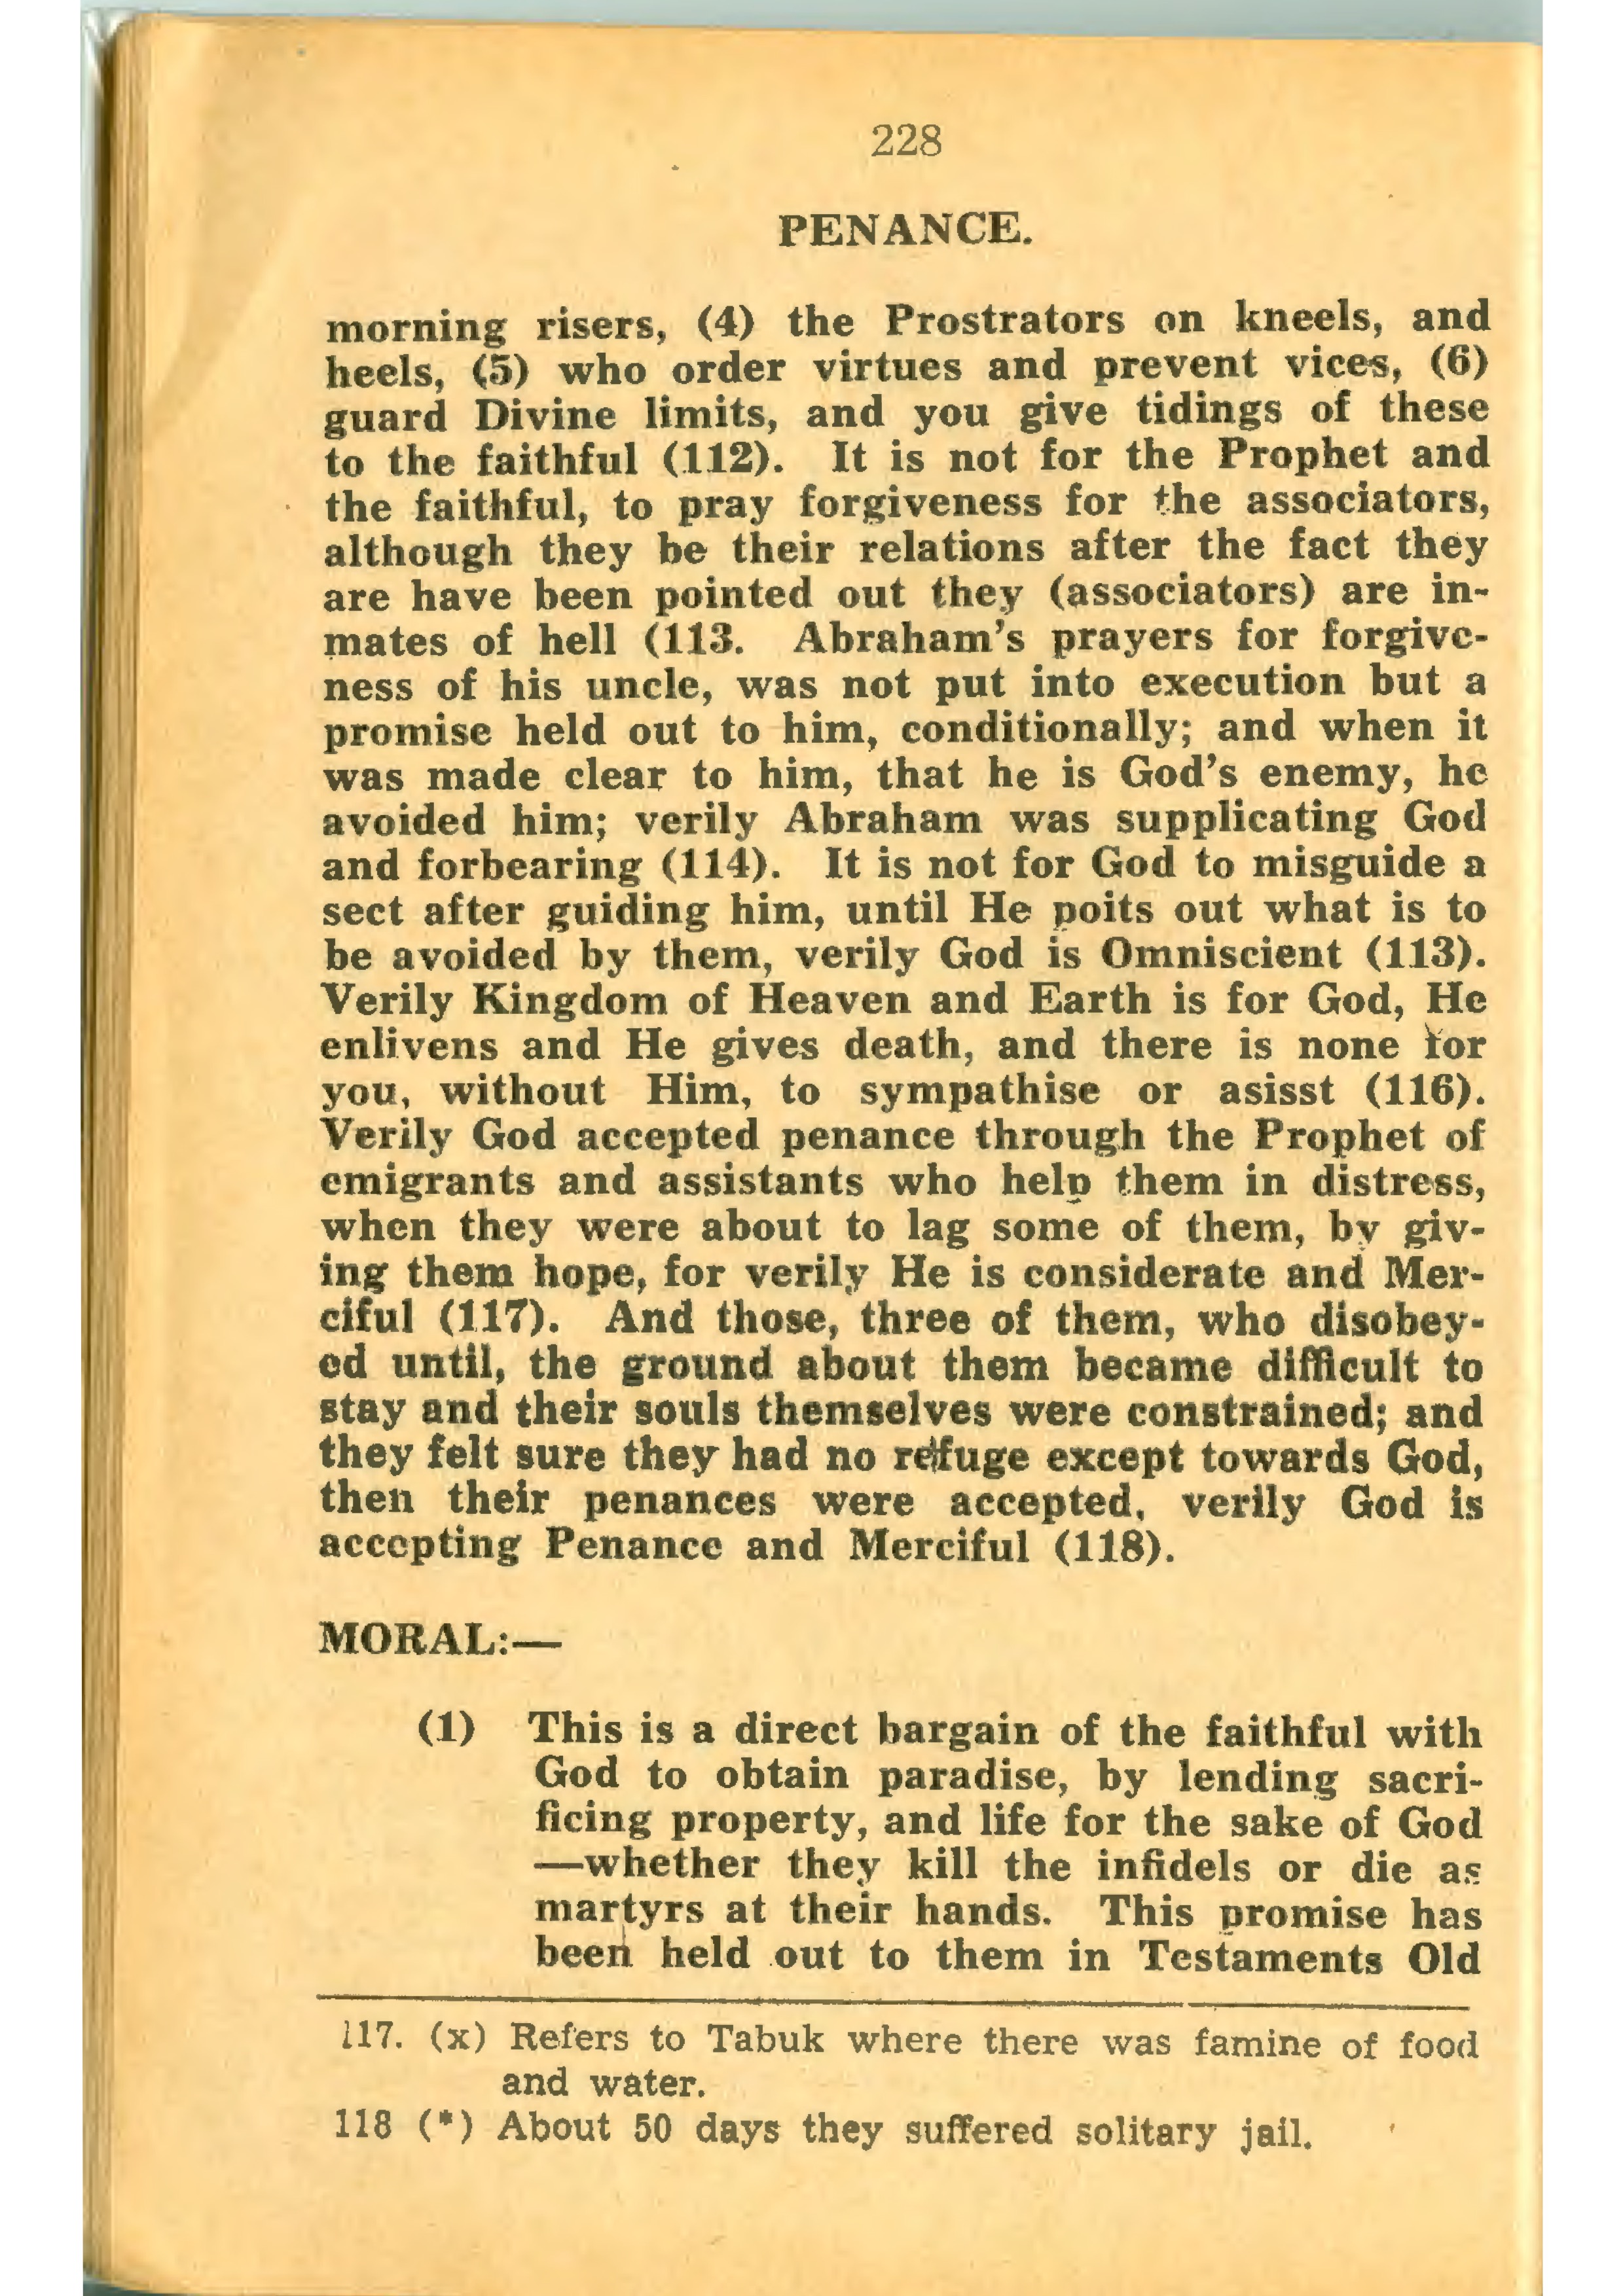 228
PENANCE.
morning risers, (4) the Prostrators on kneels, and
heels, (5) who order virtues and prevent vices, (6)
guard Divine limits, and you give tidings of these
to the faithful (112). It is not for the Prophet and
the faithful, to pray forgiveness for the associators,
although they be their relations after the fact they
are have been pointed out they (associators) are in-
mates of hell (113. Abraham's prayers for forgive-
ness of his uncle, was not put into execution but a
promise held out to him, conditionally; and when it
was made clear to him, that he is God's enemy, he
avoided him; verily Abraham was supplicating God
and forbearing (114). It is not for God to misguide a
sect after guiding him, until He poits out what is to
be avoided by them, verily God is Omniscient (113).
Verily Kingdom of Heaven and Earth is for God, He
enlivens and He gives death, and there is none for
you, without Him, to sympathise or asisst (116).
Verily God accepted penance through the Prophet of
emigrants and assistants who help them in distress,
when they were about to lag some of them, by giv-
ing them hope, for verily He is considerate and Mer-
ciful (117). And those, three of them, who disobey-
ed until, the ground about them became difficult to
stay and their souls themselves were constrained; and
they felt sure they had no refuge except towards God,
then their penances were accepted, verily God is
accepting Penance and Merciful (118).
MORAL:—
(1) This is a direct bargain of the faithful with
God to obtain paradise, by lending sacri-
ficing property, and life for the sake of God
—whether they kill the infidels or die as
martyrs at their hands. This promise has
been held out to them in Testaments Old
117. (x) Refers to Tabuk where there was famine of food
and water.
118 (*) About 50 days they suffered solitary jail.